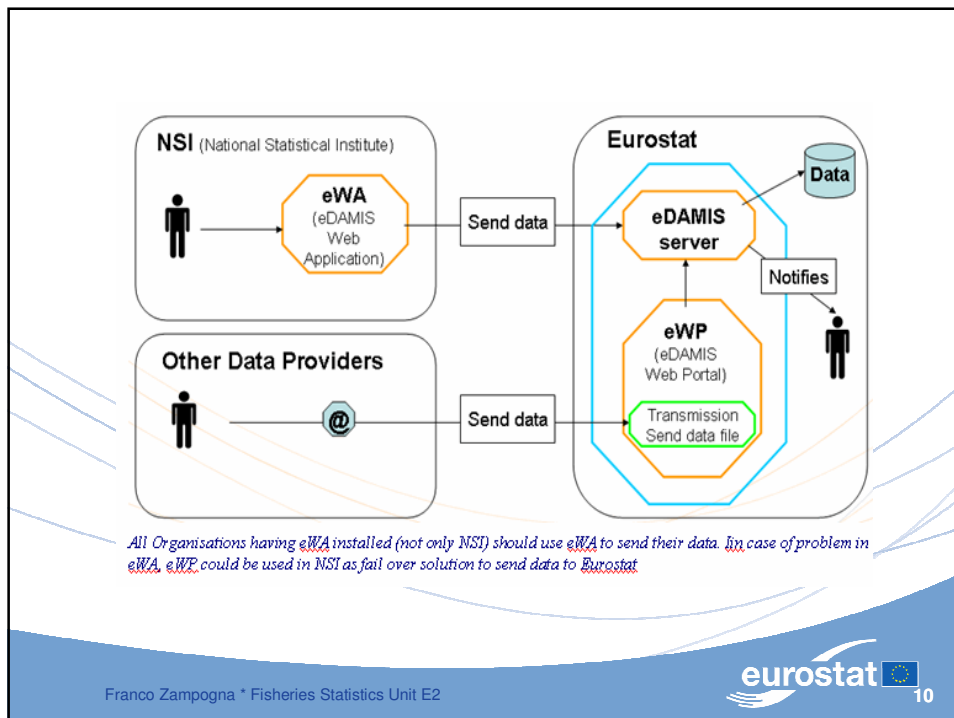 NSI (National Statistical Institute)
eWA
(eDAMIS
Web
Application)
Send data
Eurostat
eDAMIS
server
Data
Notifies
eWP
(eDAMIS
Web Portal)
Transmission
Send data file
Other Data Providers
@
Send data
All Organisations having eWA installed (not only NSI) should use eWA to send their data. Iin case of problem in
eWA, eWP could be used in NSI as fail over solution to send data to Eurostat
Franco Zampogna * Fisheries Statistics Unit E2
eurostat
10